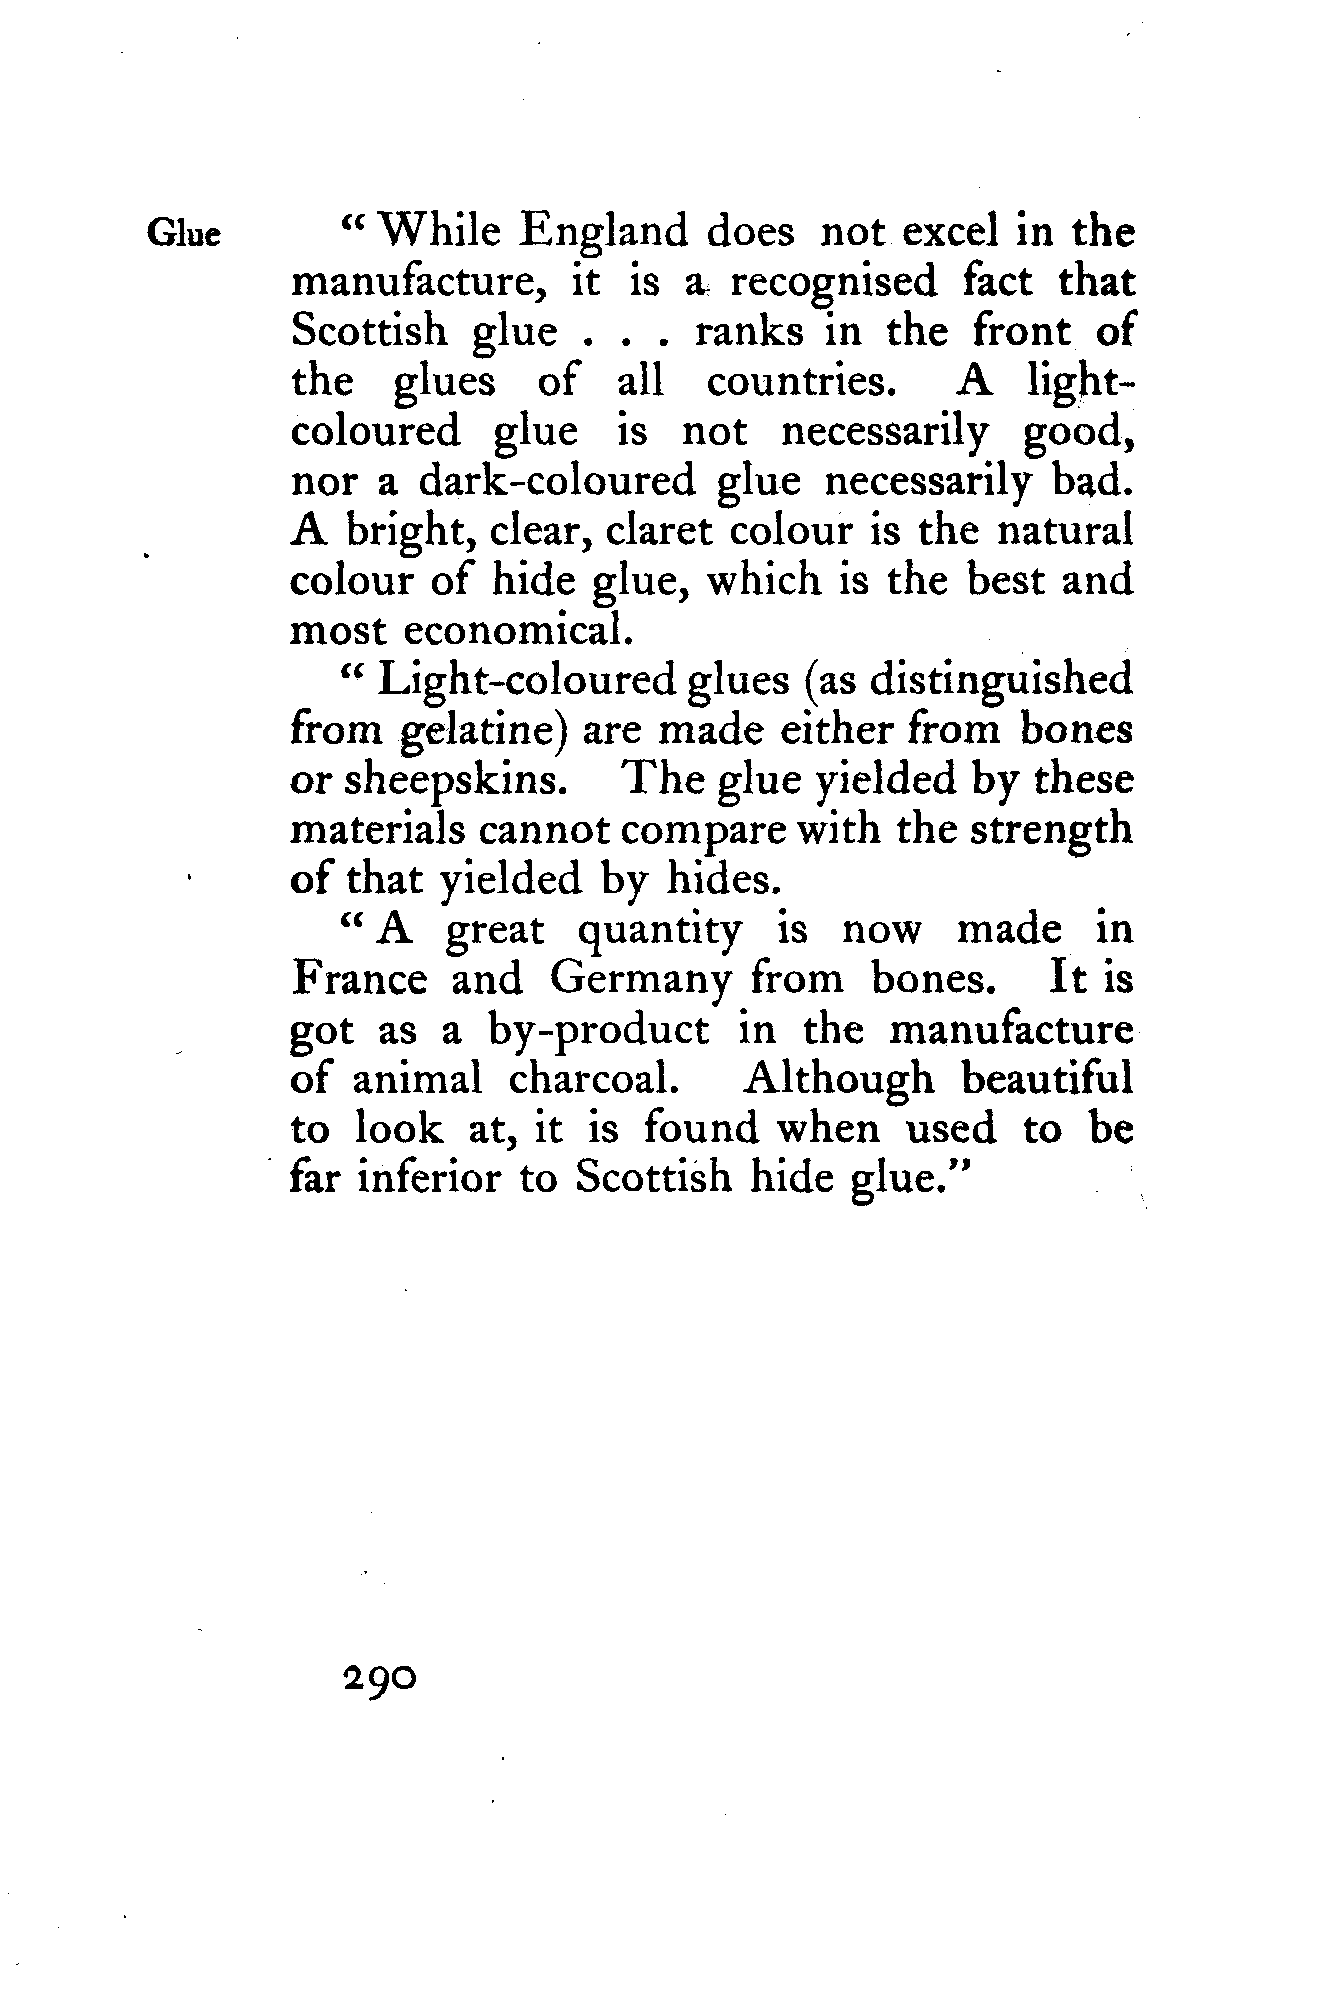 Glue
“ While England does not excel in the
manufacture, it is a recognised fact that
Scottish glue . . . ranks in the front of
the glues of all countries. A light-
coloured glue is not necessarily good,
nor a dark-coloured glue necessarily bad.
A bright, clear, claret colour is the natural
colour of hide glue, which is the best and
most economical.
“ Light-coloured glues (as distinguished
from gelatine) are made either from bones
or sheepskins. The glue yielded by these
materials cannot compare with the strength
of that yielded by hides.
“ A great quantity is now made in
France and Germany from bones. It is
got as a by-product in the manufacture
of animal charcoal. Although beautiful
to look at, it is found when used to be
far inferior to Scottish hide glue.”
290